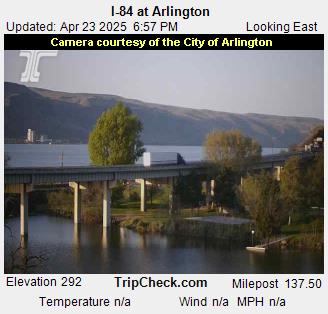 I-84 at Arlington
Updated: Apr 23 2025  6:57 PM Looking East
Camera courtesy of the City of Arlington
Elevation 292 TripCheck.com Milepost 137.50
Temperature n/a Wind n/a MPH n/a